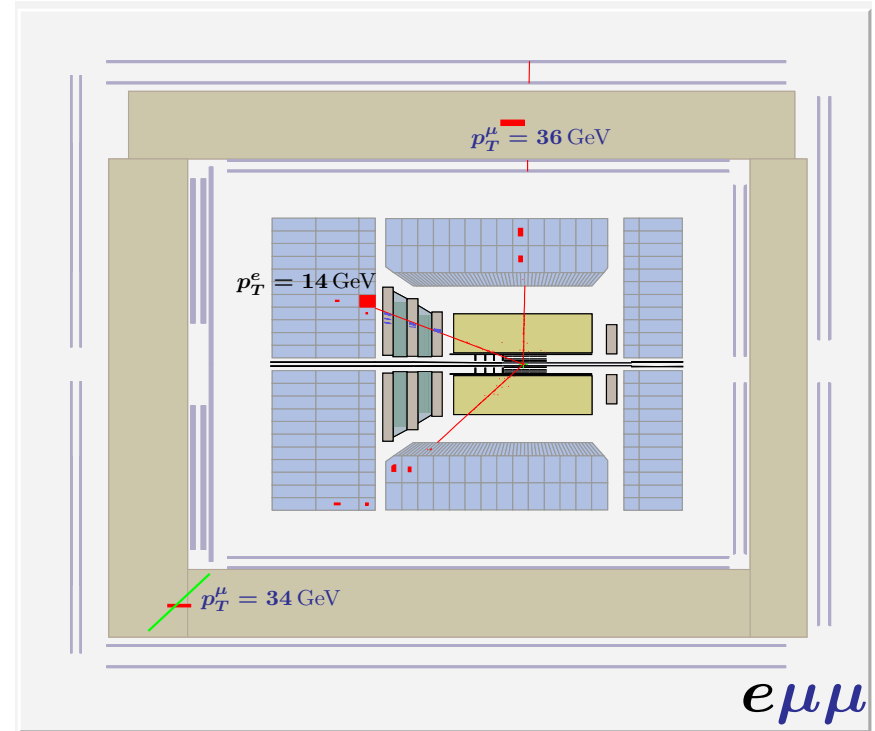 p_T^μ = 36 GeV
p_T^e = 14 GeV
p_T^μ = 34 GeV
eμμ